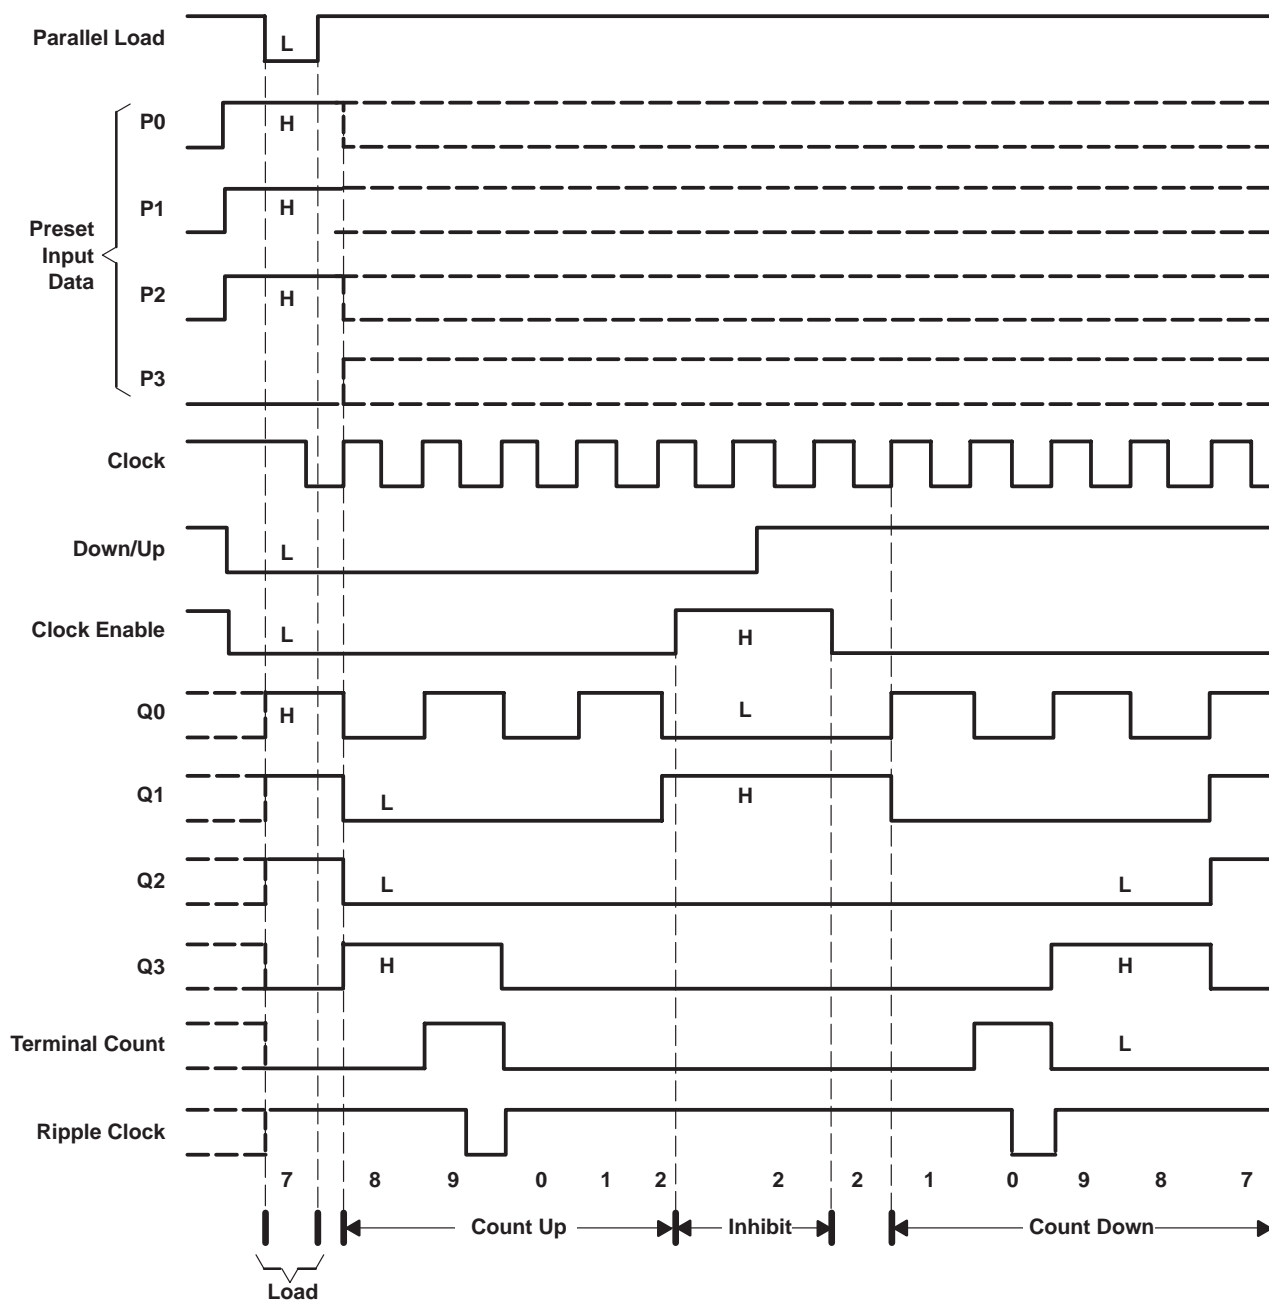 Parallel Load
L
P0
H
P1
H
Preset
Input
Data
P2
H
P3
Clock
Down/Up
L
Clock Enable
L
H
Q0
H
L
Q1
L
H
Q2
L
L
Q3
H
H
Terminal Count
L
Ripple Clock
7 8 9 0 1 2 2 2 1 0 9 8 7
Count Up Inhibit Count Down
Load